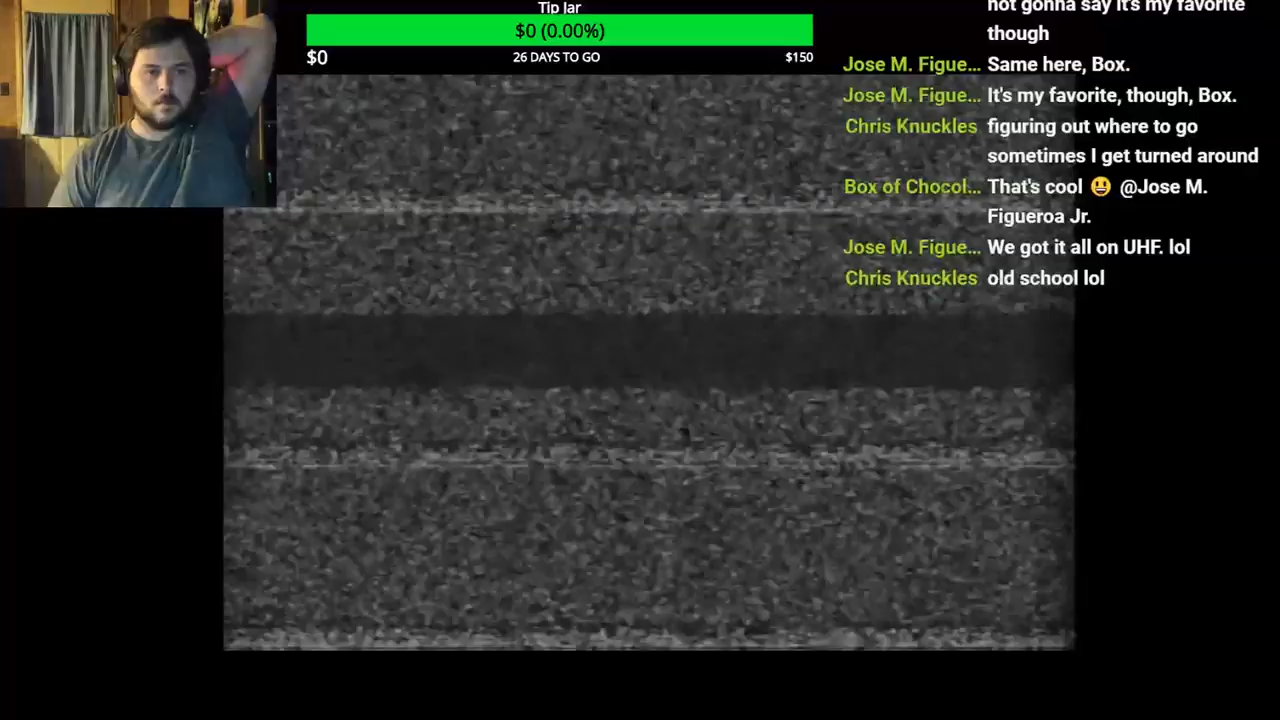 Tip Jar
$0 (0.00%)
$0 26 DAYS TO GO $150
not gonna say it's my favorite
though
Jose M. Figue... Same here, Box.
Jose M. Figue... It's my favorite, though, Box.
Chris Knuckles figuring out where to go
sometimes I get turned around
Box of Chocol... That's cool 😃 @Jose M.
Figueroa Jr.
Jose M. Figue... We got it all on UHF. lol
Chris Knuckles old school lol